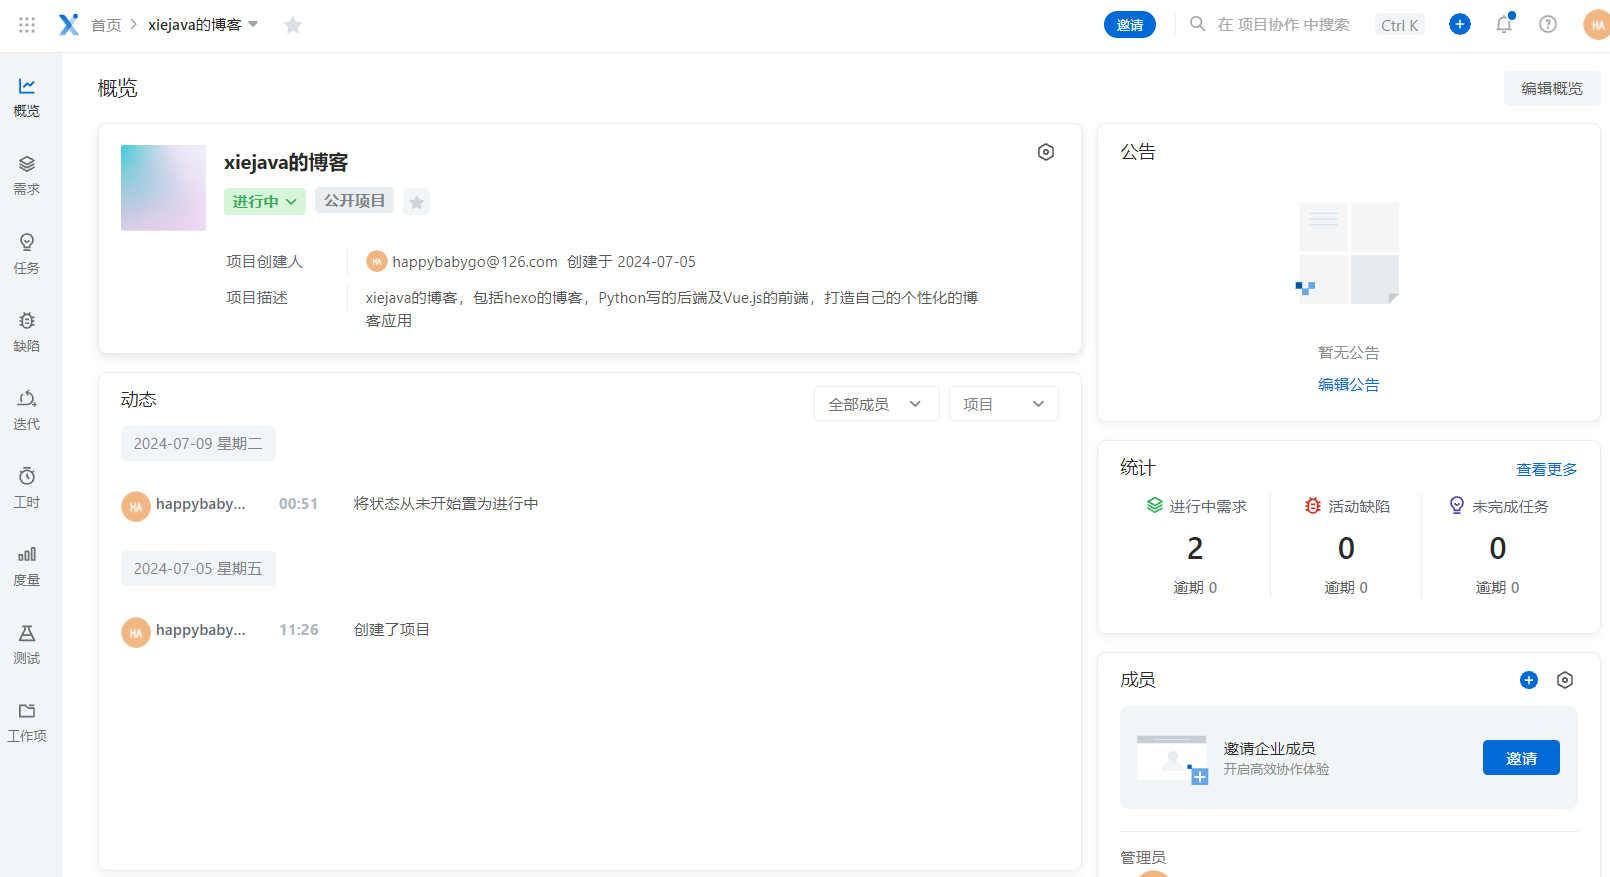 首页
xiejava的博客
邀请
在 项目协作 中搜索
Ctrl K
HA
概览
需求
任务
缺陷
迭代
工时
度量
测试
工作项
概览
编辑概览
xiejava的博客
进行中
公开项目
项目创建人
HA
happybabygo@126.com 创建于 2024-07-05
项目描述
xiejava的博客，包括hexo的博客，Python写的后端及Vue.js的前端，打造自己的个性化的博
客应用
动态
全部成员
项目
2024-07-09 星期二
HA
happybaby...
00:51
将状态从未开始置为进行中
2024-07-05 星期五
HA
happybaby...
11:26
创建了项目
公告
暂无公告
编辑公告
统计
查看更多
进行中需求
2
逾期 0
活动缺陷
0
逾期 0
未完成任务
0
逾期 0
成员
邀请企业成员
开启高效协作体验
邀请
管理员